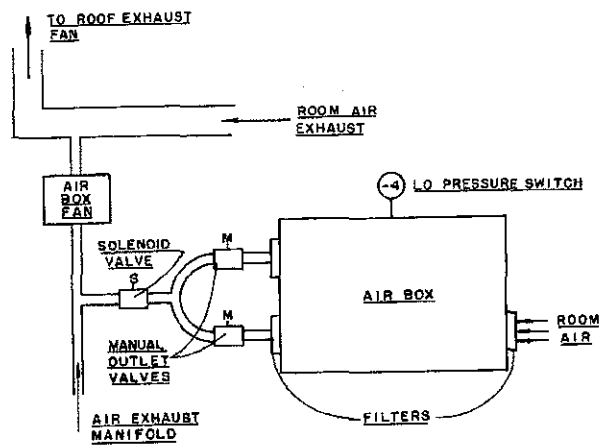 TO ROOF EXHAUST
FAN
ROOM AIR
EXHAUST
AIR
BOX
FAN
-4
LO PRESSURE SWITCH
SOLENOID
VALVE
S
M
AIR BOX
M
ROOM
AIR
MANUAL
OUTLET
VALVES
AIR EXHAUST
MANIFOLD
FILTERS